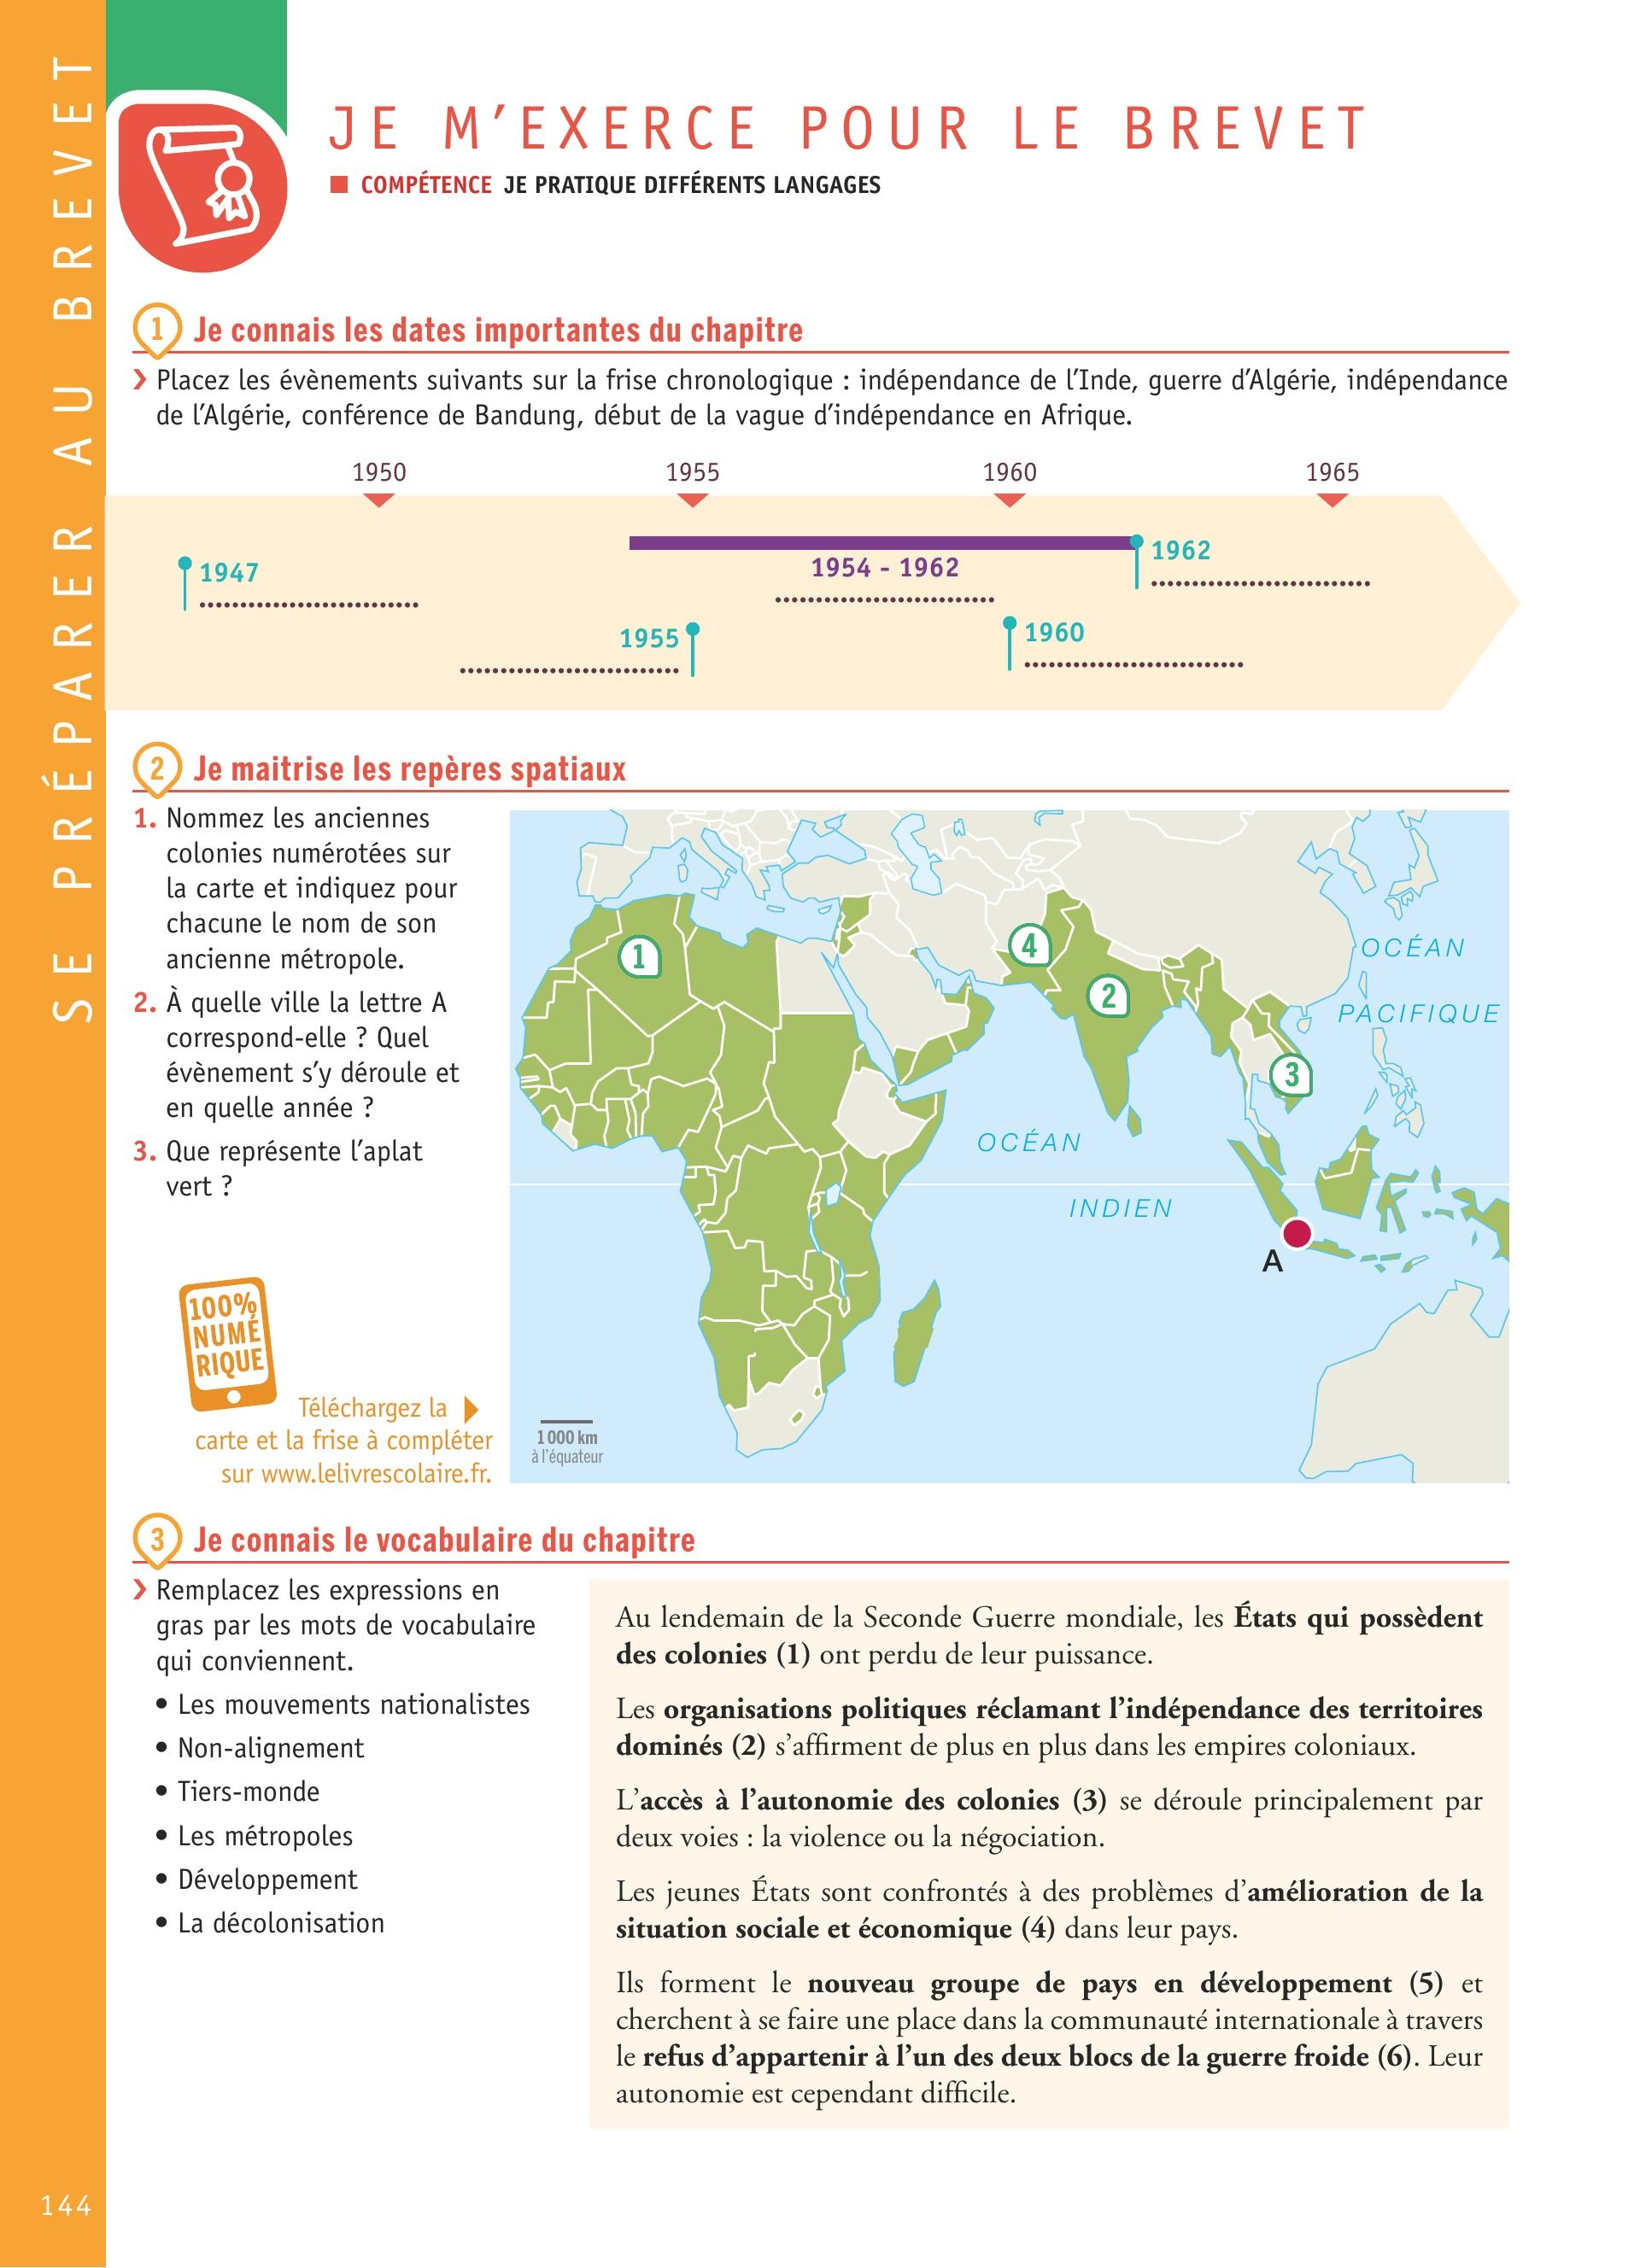 SE PRÉPARER AU BREVET
JE M'EXERCE POUR LE BREVET
COMPÉTENCE JE PRATIQUE DIFFÉRENTS LANGAGES
1 Je connais les dates importantes du chapitre
Placez les évènements suivants sur la frise chronologique : indépendance de l'Inde, guerre d'Algérie, indépendance
de l'Algérie, conférence de Bandung, début de la vague d'indépendance en Afrique.
1950 1955 1960 1965
1962
1954 - 1962
1947
1955
1960
2 Je maitrise les repères spatiaux
1. Nommez les anciennes
colonies numérotées sur
la carte et indiquez pour
chacune le nom de son
ancienne métropole.
2. À quelle ville la lettre A
correspond-elle ? Quel
évènement s'y déroule et
en quelle année ?
3. Que représente l'aplat
vert ?
100%
NUMÉ
RIQUE
Téléchargez la
carte et la frise à compléter
sur www.lelivrescolaire.fr.
1
4
2
3
OCÉAN
PACIFIQUE
OCÉAN
INDIEN
A
1 000 km
à l'équateur
3 Je connais le vocabulaire du chapitre
Remplacez les expressions en
gras par les mots de vocabulaire
qui conviennent.
• Les mouvements nationalistes
• Non-alignement
• Tiers-monde
• Les métropoles
• Développement
• La décolonisation
Au lendemain de la Seconde Guerre mondiale, les États qui possèdent
des colonies (1) ont perdu de leur puissance.
Les organisations politiques réclamant l'indépendance des territoires
dominés (2) s'affirment de plus en plus dans les empires coloniaux.
L'accès à l'autonomie des colonies (3) se déroule principalement par
deux voies : la violence ou la négociation.
Les jeunes États sont confrontés à des problèmes d'amélioration de la
situation sociale et économique (4) dans leur pays.
Ils forment le nouveau groupe de pays en développement (5) et
cherchent à se faire une place dans la communauté internationale à travers
le refus d'appartenir à l'un des deux blocs de la guerre froide (6). Leur
autonomie est cependant difficile.
144